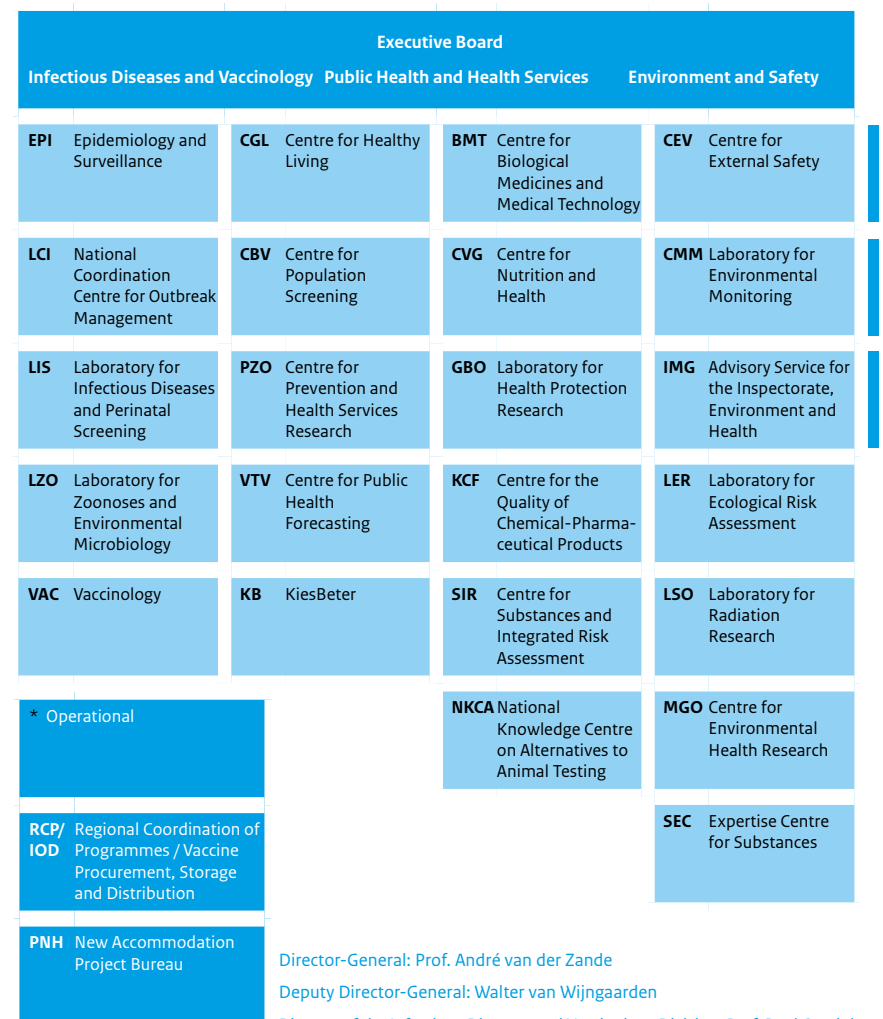 Executive Board
Infectious Diseases and Vaccinology Public Health and Health Services Environment and Safety
EPI Epidemiology and
Surveillance
LCI National
Coordination
Centre for Outbreak
Management
LIS Laboratory for
Infectious Diseases
and Perinatal
Screening
LZO Laboratory for
Zoonoses and
Environmental
Microbiology
VAC Vaccinology
CGL Centre for Healthy
Living
CBV Centre for
Population
Screening
PZO Centre for
Prevention and
Health Services
Research
VTV Centre for Public
Health
Forecasting
KB KiesBeter
BMT Centre for
Biological
Medicines and
Medical Technology
CVG Centre for
Nutrition and
Health
GBO Laboratory for
Health Protection
Research
KCF Centre for the
Quality of
Chemical-Pharma-
ceutical Products
SIR Centre for
Substances and
Integrated Risk
Assessment
NKCA National
Knowledge Centre
on Alternatives to
Animal Testing
CEV Centre for
External Safety
CMM Laboratory for
Environmental
Monitoring
IMG Advisory Service for
the Inspectorate,
Environment and
Health
LER Laboratory for
Ecological Risk
Assessment
LSO Laboratory for
Radiation
Research
MGO Centre for
Environmental
Health Research
SEC Expertise Centre
for Substances
* Operational
RCP/ Regional Coordination of
IOD Programmes / Vaccine
Procurement, Storage
and Distribution
PNH New Accommodation
Project Bureau
Director-General: Prof. André van der Zande
Deputy Director-General: Walter van Wijngaarden